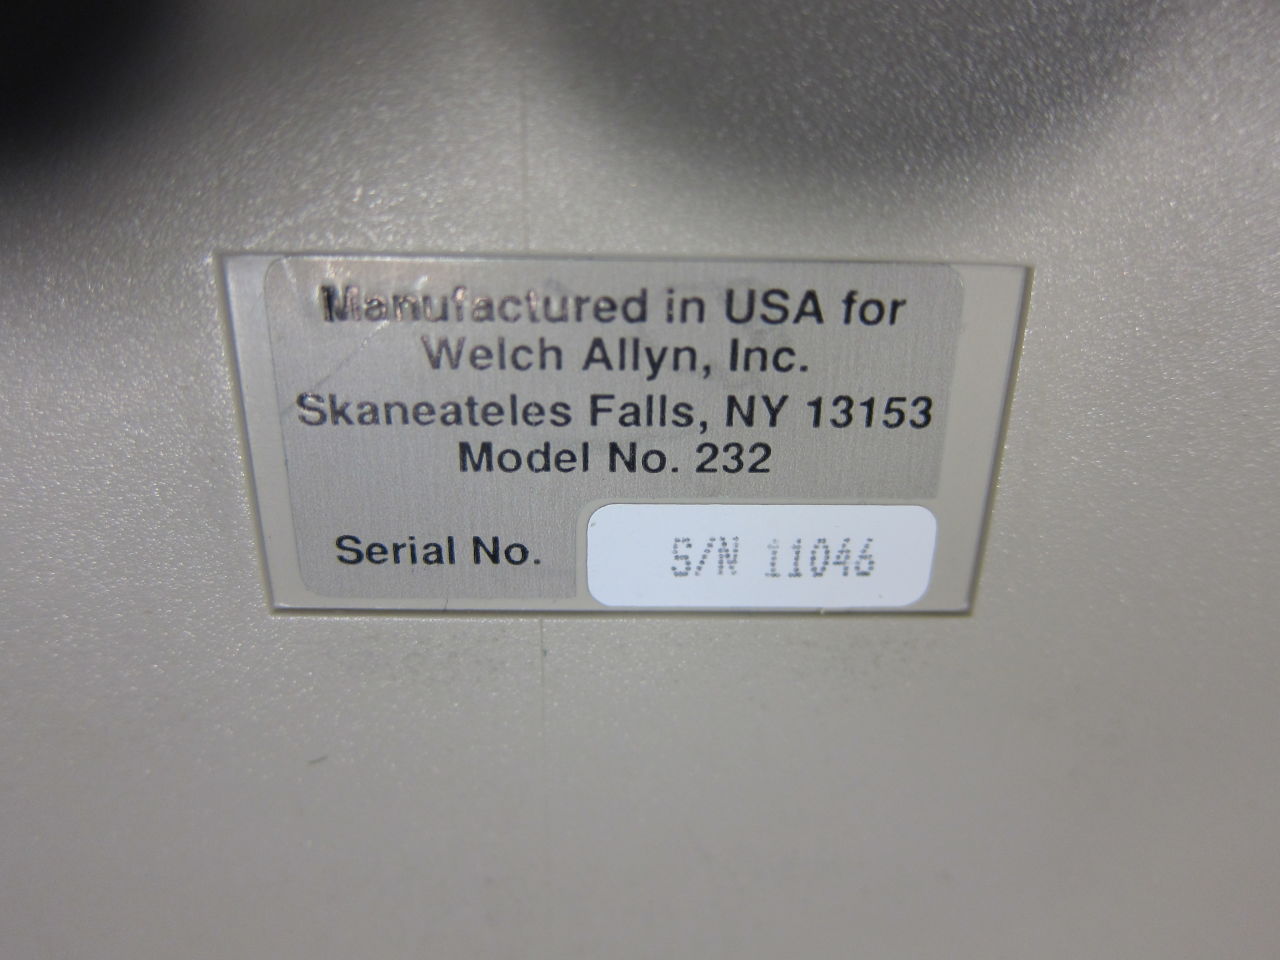 Manufactured in USA for
Welch Allyn, Inc.
Skaneateles Falls, NY 13153
Model No. 232
Serial No. S/N 11046